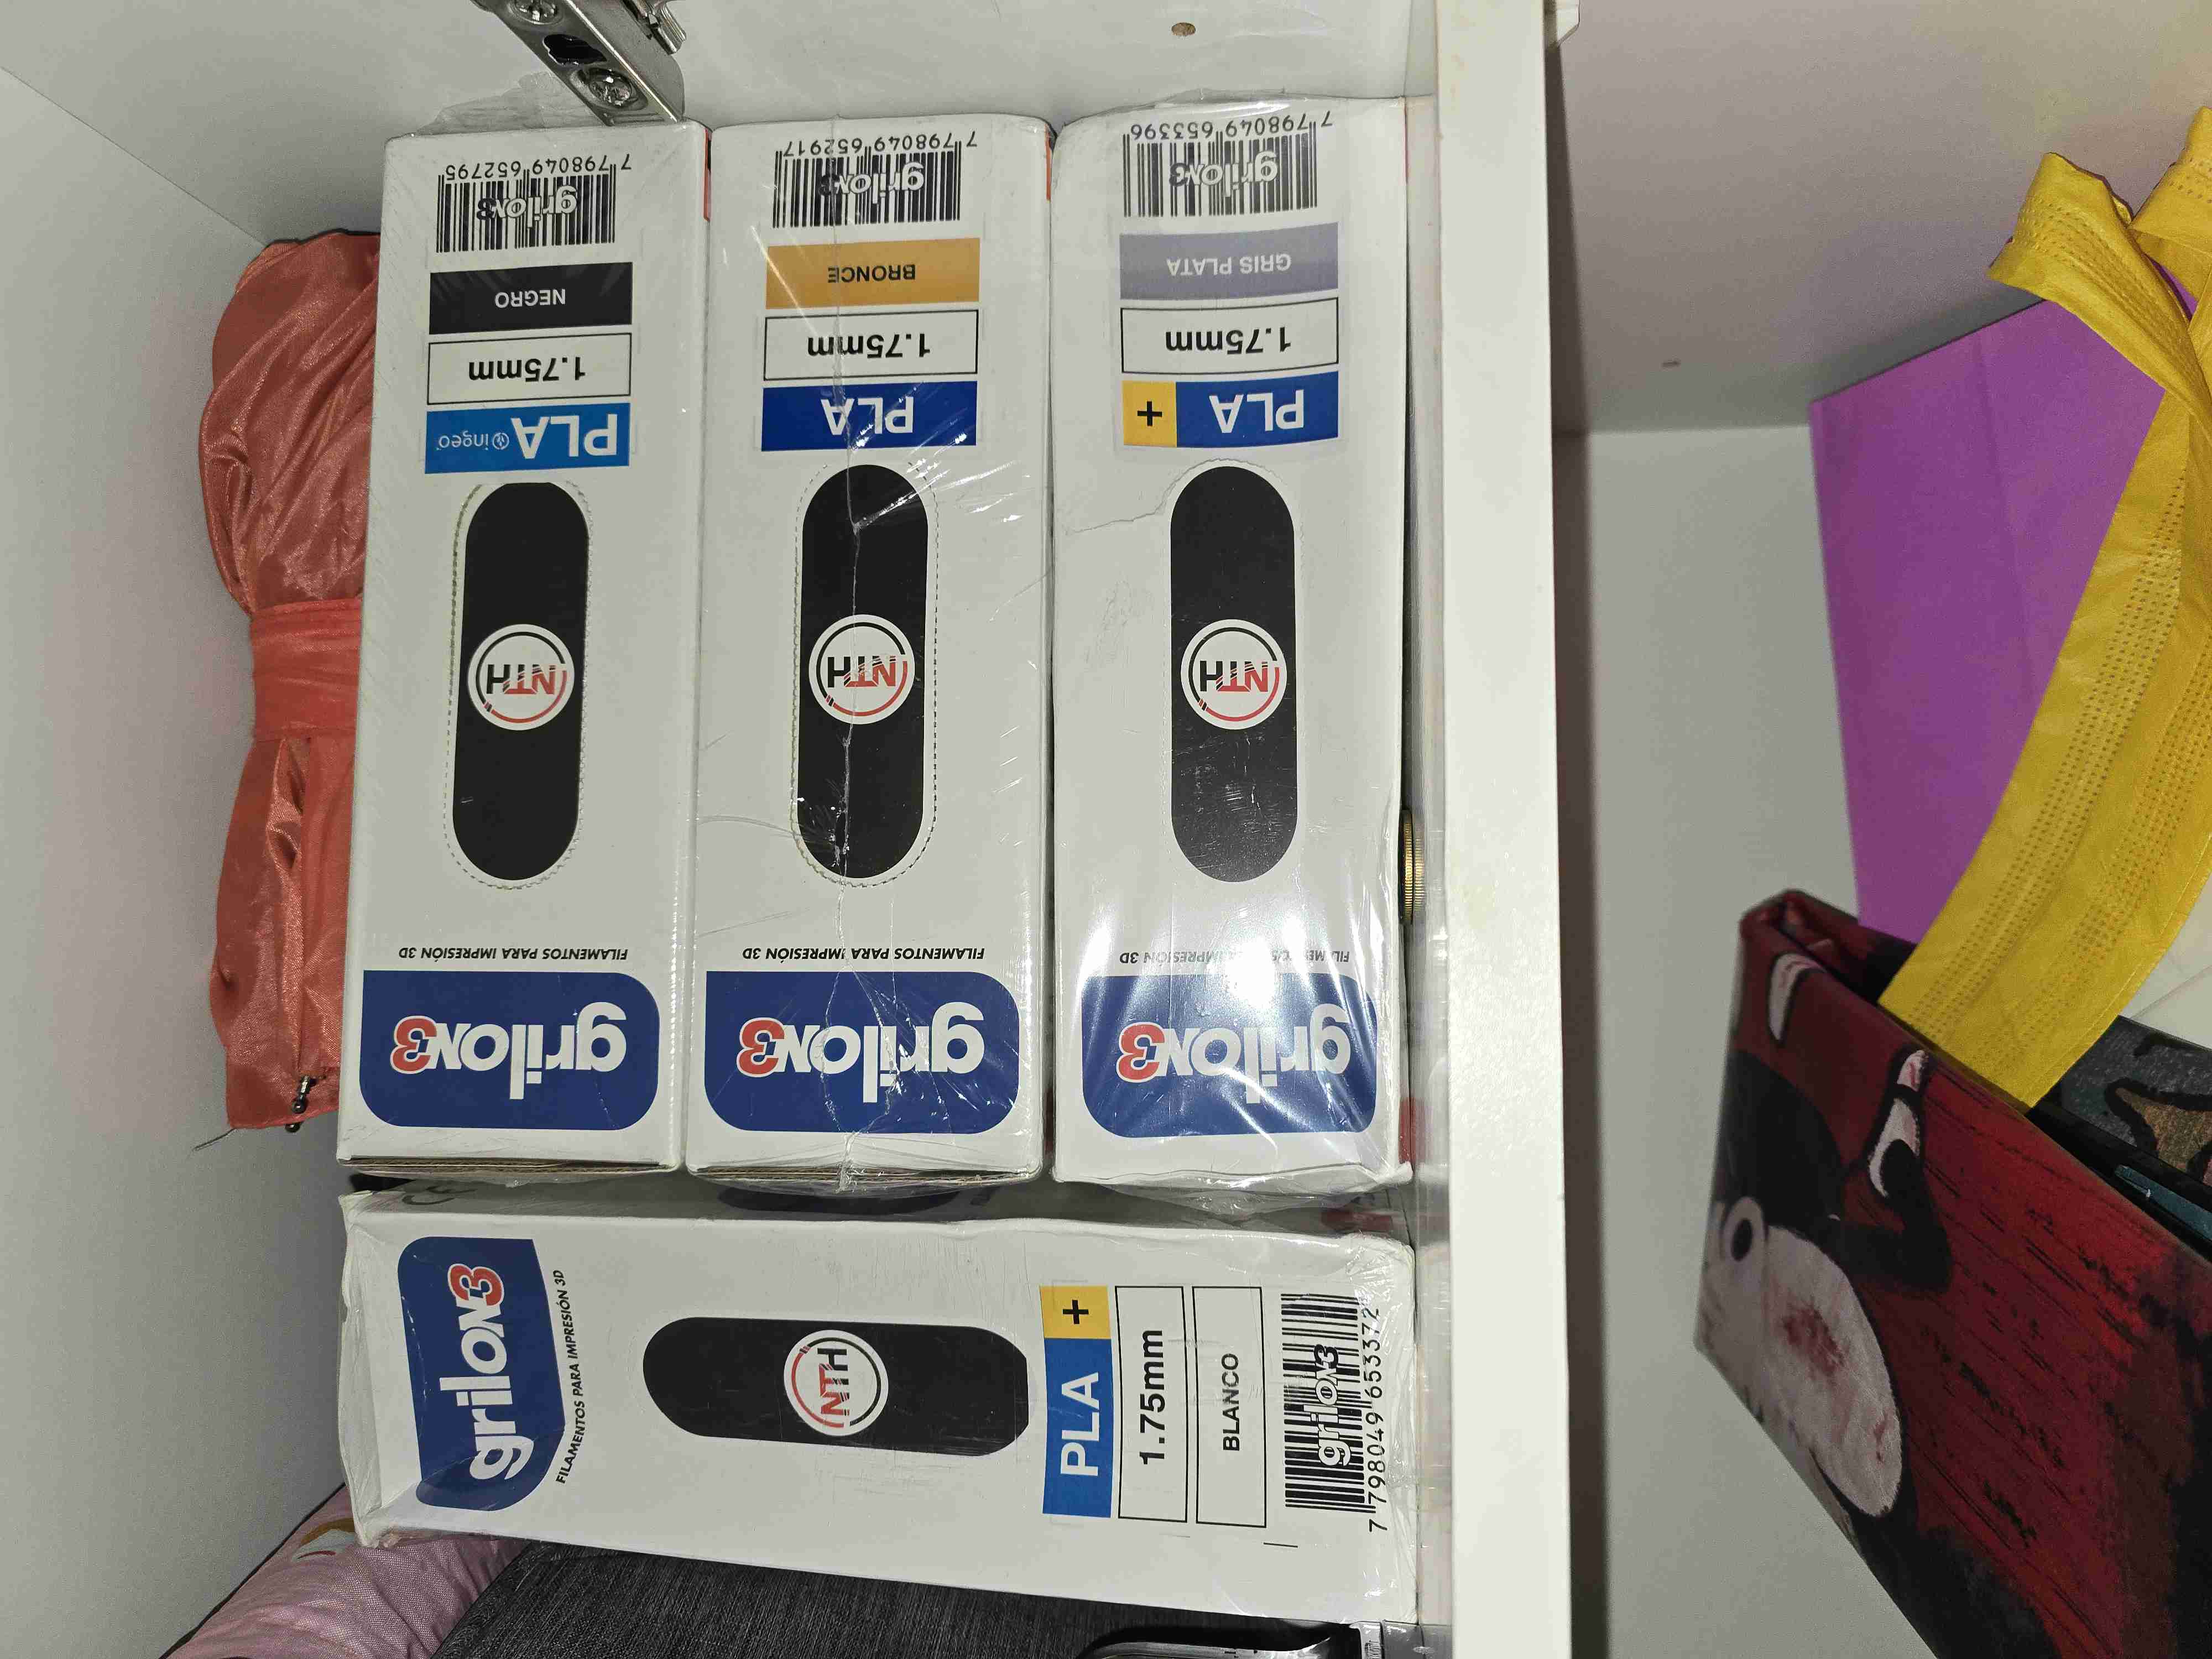 grilon3
FILAMENTOS PARA IMPRESIÓN 3D
NTH
PLA ingeo
1.75mm
NEGRO
grilon3
7 798049 652795
grilon3
FILAMENTOS PARA IMPRESIÓN 3D
NTH
PLA
1.75mm
BRONCE
grilon3
7 798049 652917
grilon3
IMPRESIÓN 3D
NTH
PLA +
1.75mm
GRIS PLATA
grilon3
7 798049 653396
grilon3
FILAMENTOS PARA IMPRESIÓN 3D
NTH
PLA +
1.75mm
BLANCO
grilon3
7 798049 653372